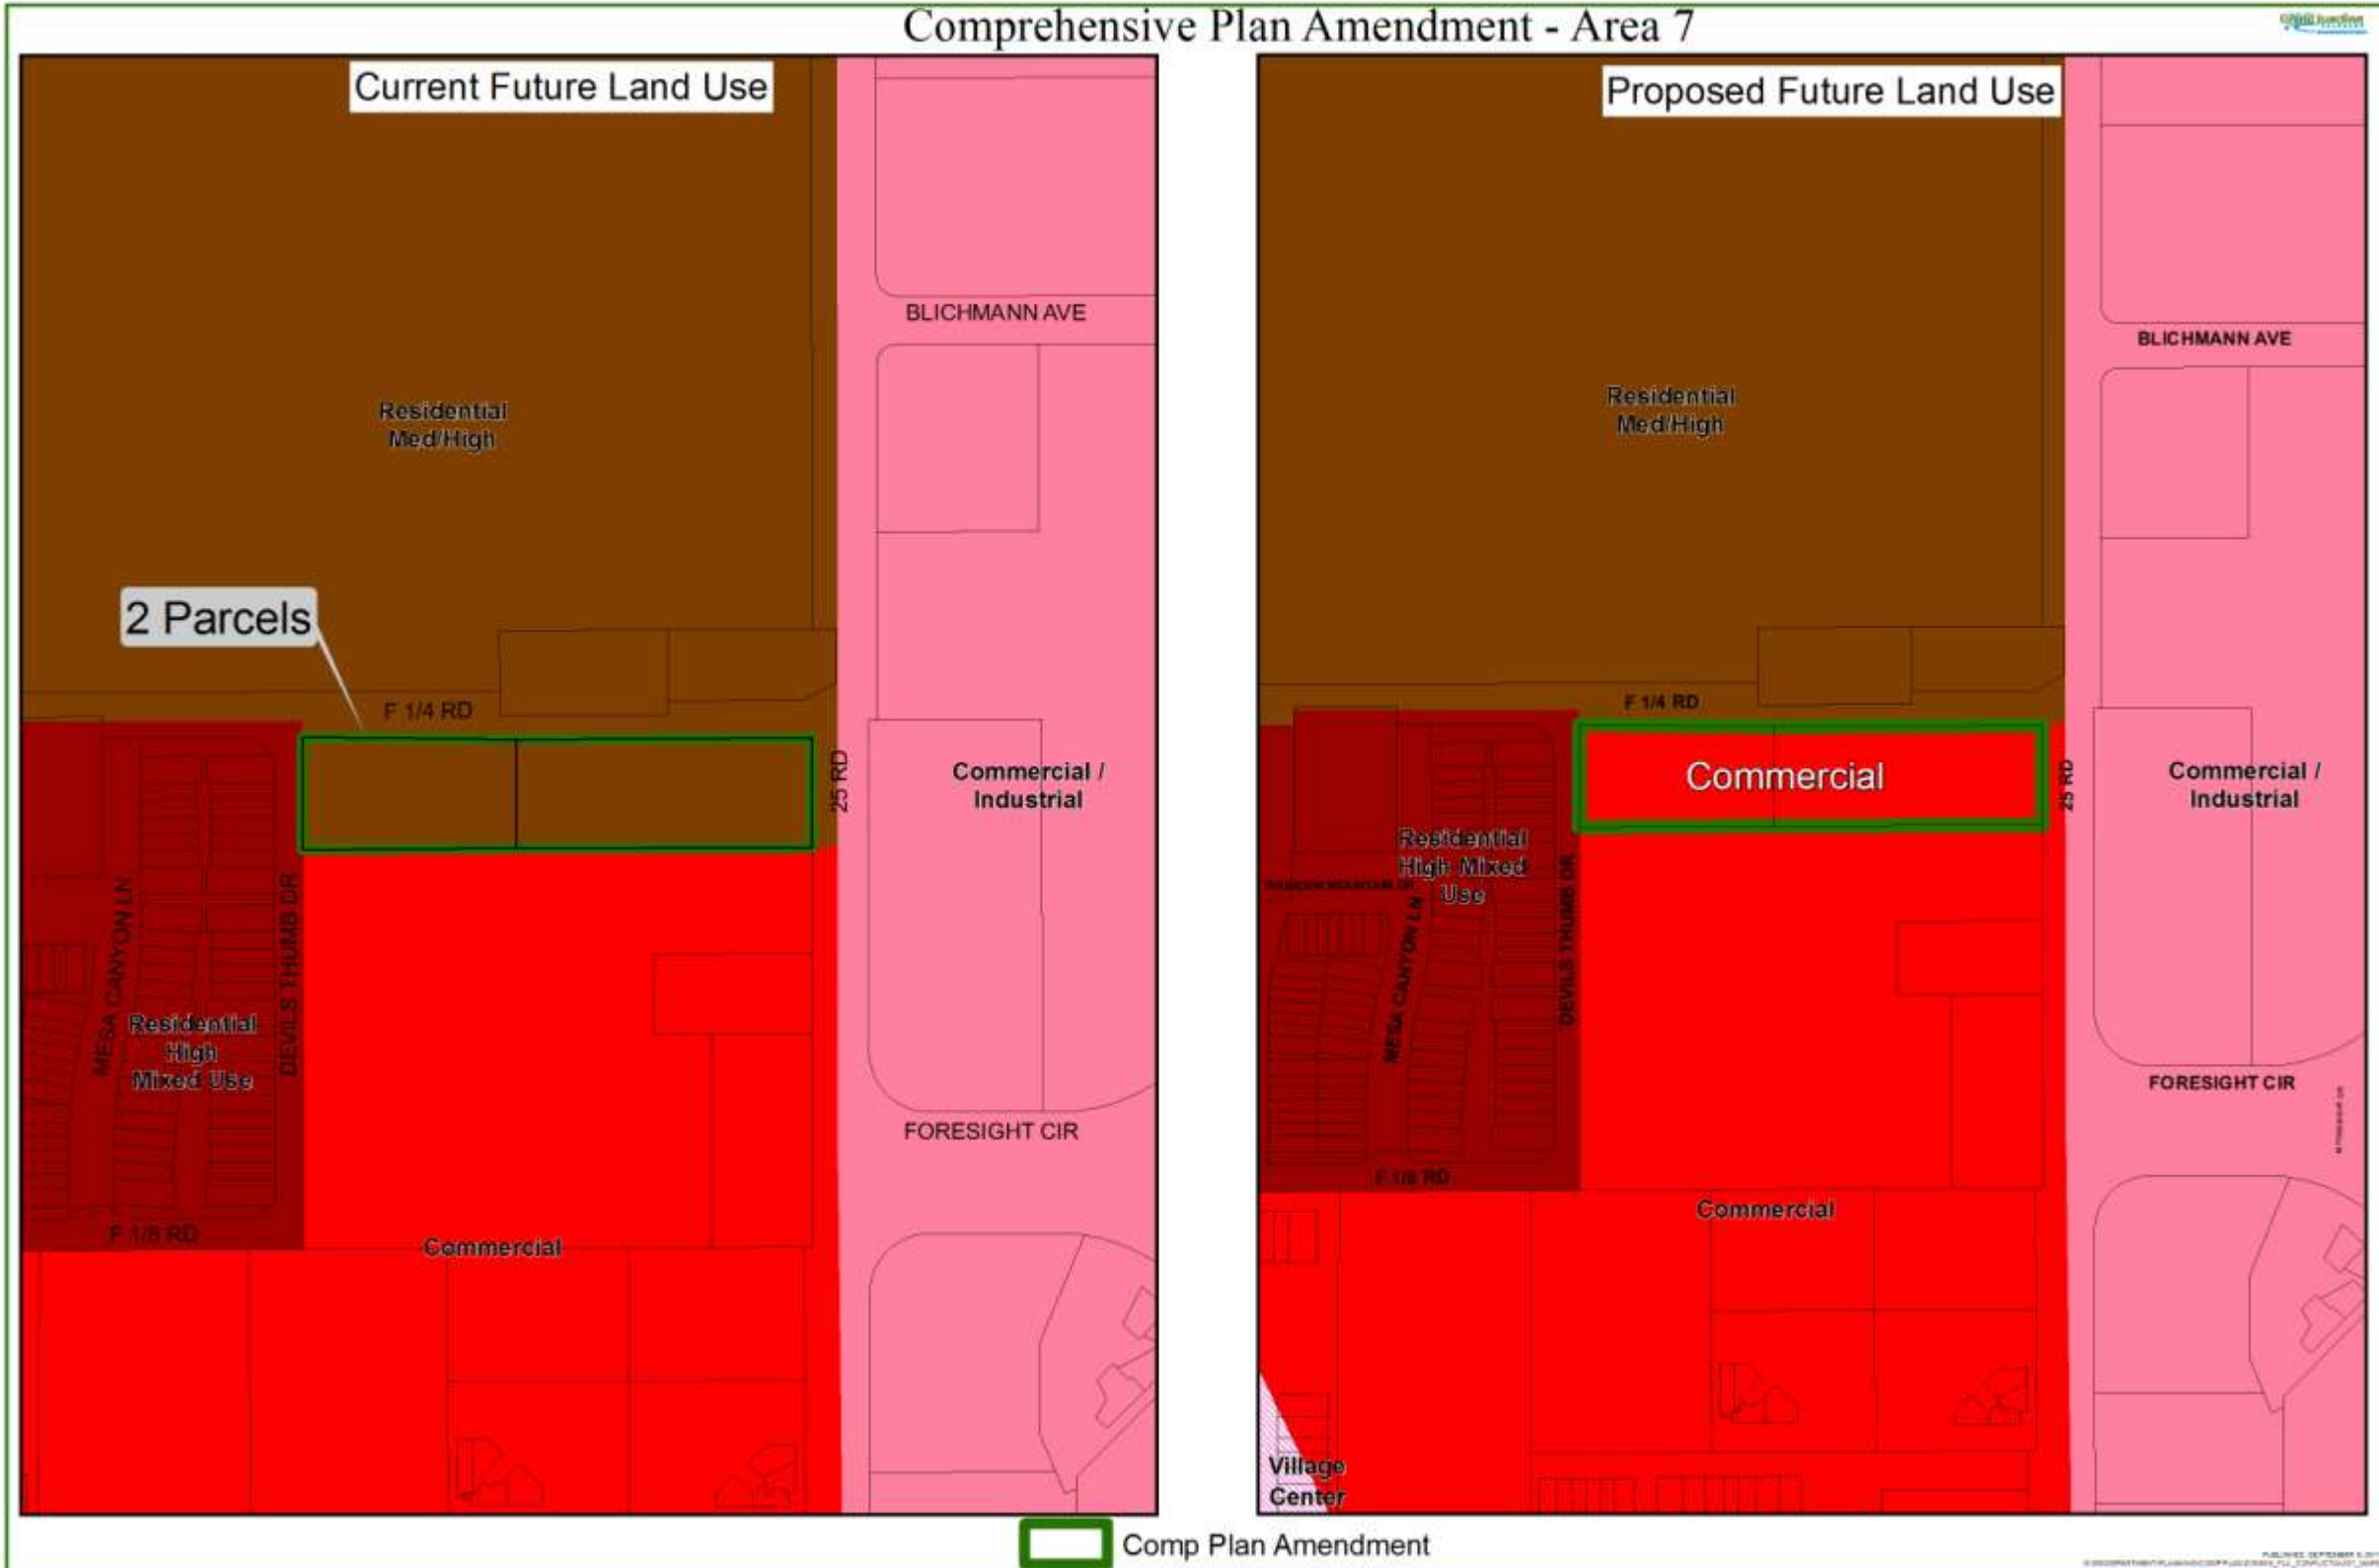 Comprehensive Plan Amendment - Area 7
Current Future Land Use
BLICHMANN AVE
Residential
Med/High
2 Parcels
F 1/4 RD
25 RD
Commercial /
Industrial
MESA CANYON LN
DEVILS THUMB DR
Residential
High
Mixed Use
FORESIGHT CIR
F 1/8 RD
Commercial
Proposed Future Land Use
BLICHMANN AVE
Residential
Med/High
F 1/4 RD
Commercial
25 RD
Commercial /
Industrial
Residential
High Mixed
Use
THUNDER MOUNTAIN DR
MESA CANYON LN
DEVILS THUMB DR
FORESIGHT CIR
F 1/8 RD
Commercial
Village
Center
Comp Plan Amendment